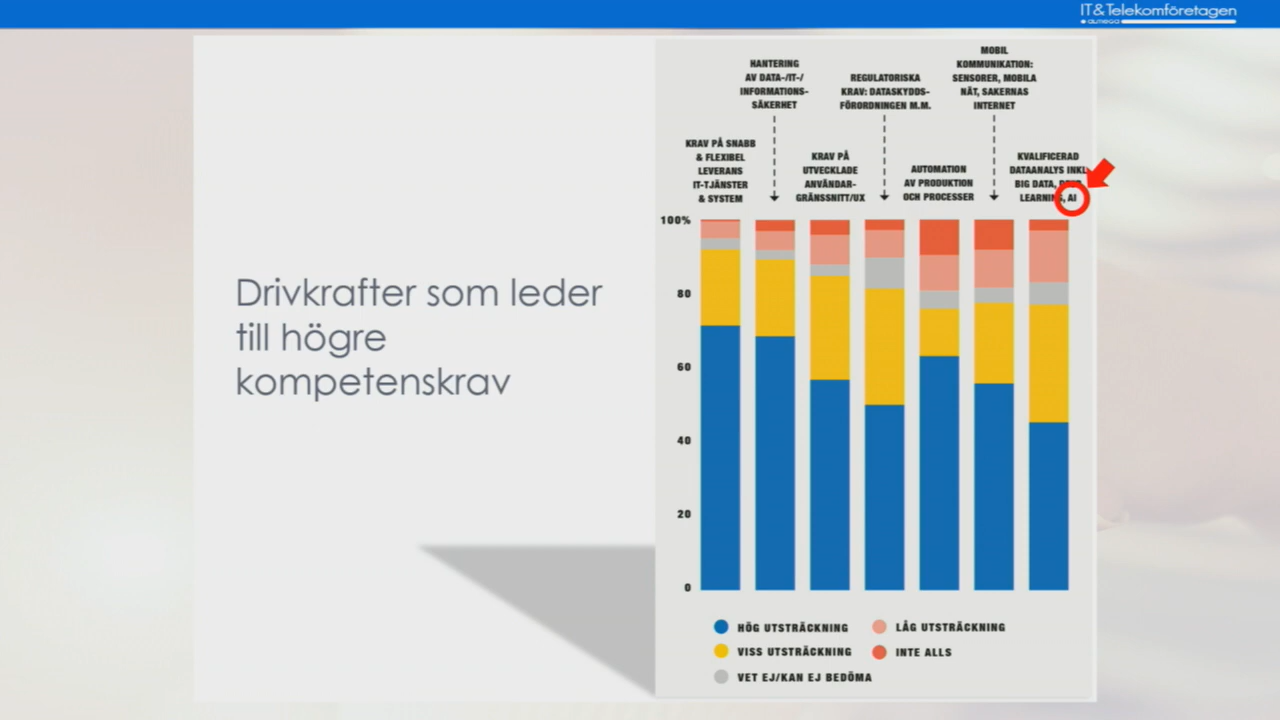 IT&Telekomföretagen
almega
Drivkrafter som leder
till högre
kompetenskrav
KRAV PÅ SNABB
& FLEXIBEL
LEVERANS
IT-TJÄNSTER
& SYSTEM
HANTERING
AV DATA-/IT-/
INFORMATIONS-
SÄKERHET
KRAV PÅ
UTVECKLADE
ANVÄNDAR-
GRÄNSSNITT/UX
REGULATORISKA
KRAV: DATASKYDDS-
FÖRORDNINGEN M.M.
AUTOMATION
AV PRODUKTION
OCH PROCESSER
MOBIL
KOMMUNIKATION:
SENSORER, MOBILA
NÄT, SAKERNAS
INTERNET
KVALIFICERAD
DATAANALYS INKL
BIG DATA,
LEARNING, AI
100%
80
60
40
20
0
HÖG UTSTRÄCKNING
VISS UTSTRÄCKNING
VET EJ/KAN EJ BEDÖMA
LÅG UTSTRÄCKNING
INTE ALLS